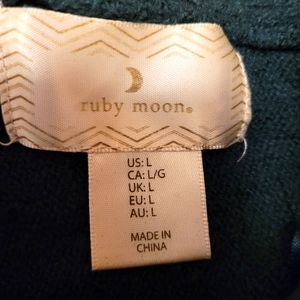 ruby moon®
US: L
CA: L/G
UK: L
EU: L
AU: L
MADE IN
CHINA